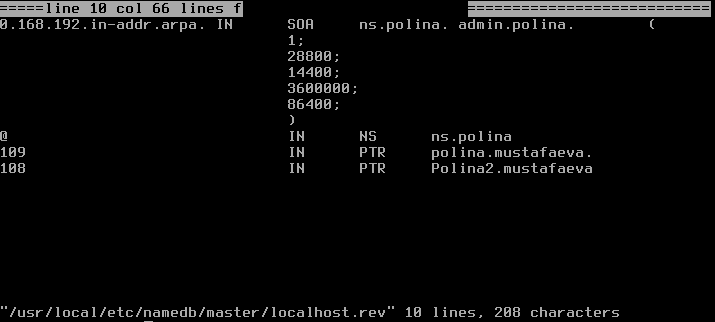 =====line 10 col 66 lines f ===========================
0.168.192.in-addr.arpa. IN SOA ns.polina. admin.polina. (
1;
28800;
14400;
3600000;
86400;
)
@ IN NS ns.polina
109 IN PTR polina.mustafaeva.
108 IN PTR Polina2.mustafaeva
"/usr/local/etc/namedb/master/localhost.rev" 10 lines, 208 characters